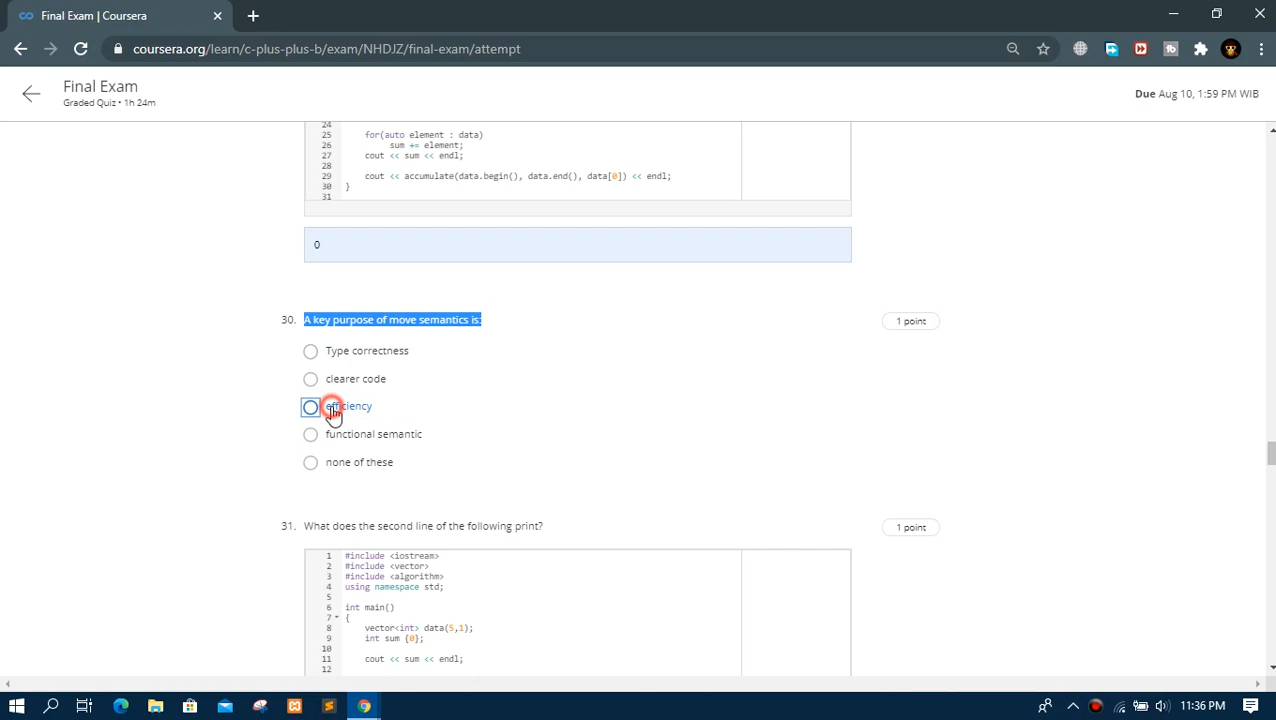 Final Exam | Coursera
coursera.org/learn/c-plus-plus-b/exam/NHDJZ/final-exam/attempt
Final Exam
Graded Quiz • 1h 24m
Due Aug 10, 1:59 PM WIB
24
25 for(auto element : data)
26 sum += element;
27 cout << sum << endl;
28
29 cout << accumulate(data.begin(), data.end(), data[0]) << endl;
30 }
31
0
30. A key purpose of move semantics is:
1 point
Type correctness
clearer code
efficiency
functional semantic
none of these
31. What does the second line of the following print?
1 point
1 #include <iostream>
2 #include <vector>
3 #include <algorithm>
4 using namespace std;
5
6 int main()
7 {
8 vector<int> data(5,1);
9 int sum {0};
10
11 cout << sum << endl;
12
11:36 PM